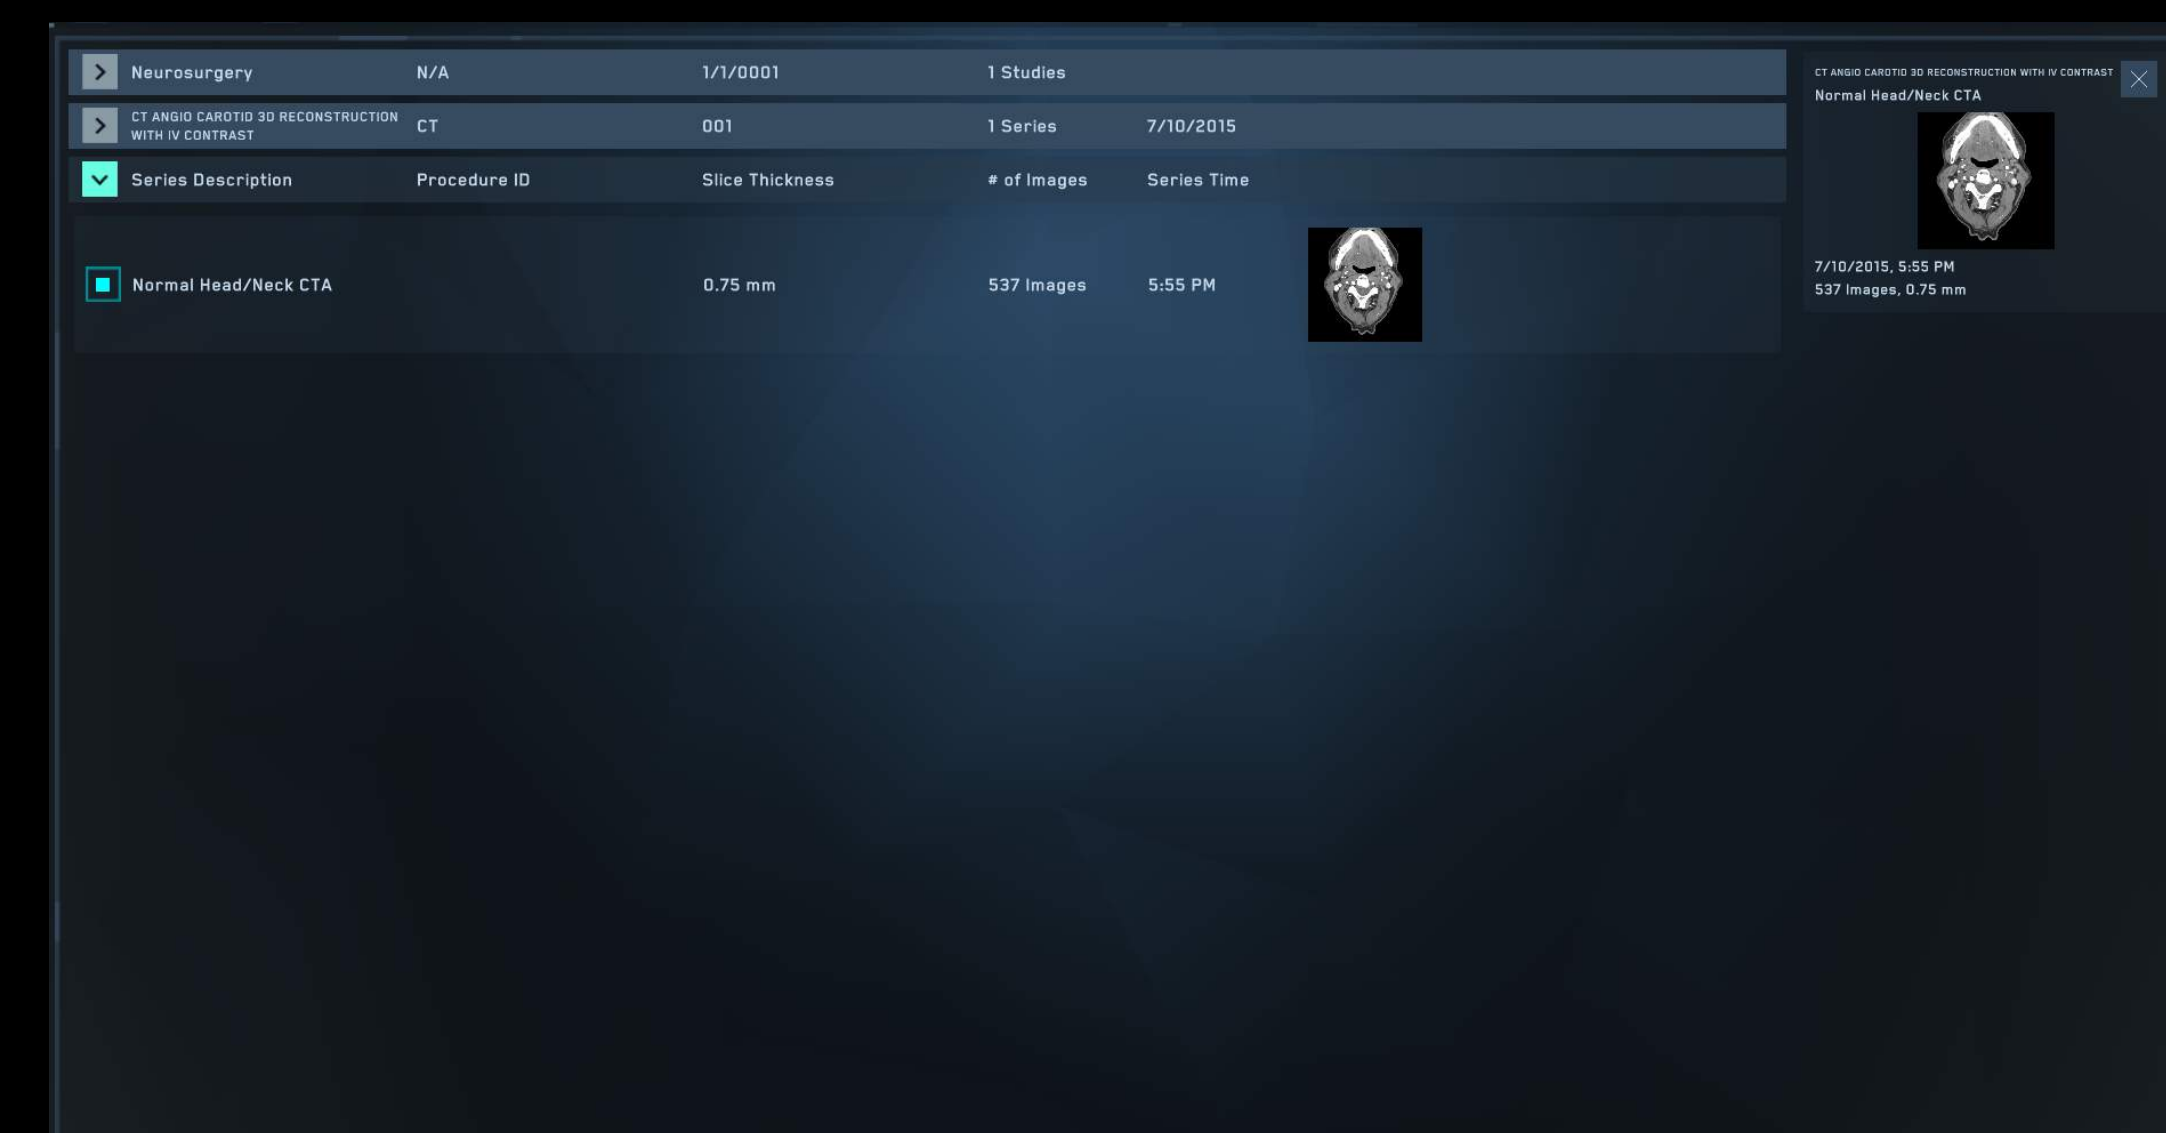 Neurosurgery N/A 1/1/0001 1 Studies
CT ANGIO CAROTID 3D RECONSTRUCTION
WITH IV CONTRAST CT 001 1 Series 7/10/2015
Series Description Procedure ID Slice Thickness # of Images Series Time
Normal Head/Neck CTA 0.75 mm 537 Images 5:55 PM
CT ANGIO CAROTID 3D RECONSTRUCTION WITH IV CONTRAST
Normal Head/Neck CTA
7/10/2015, 5:55 PM
537 Images, 0.75 mm